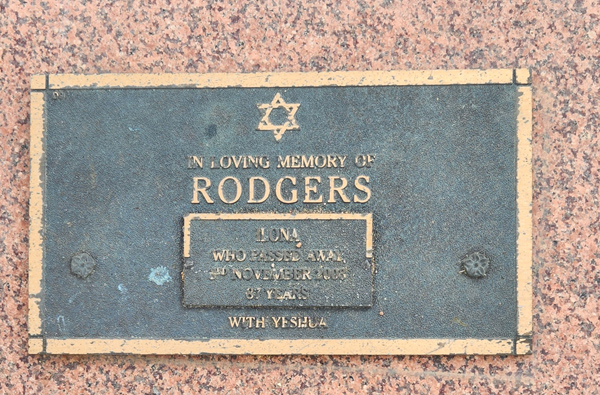 IN LOVING MEMORY OF
RODGERS
ILONA
WHO PASSED AWAY
NOVEMBER
87 YEARS
WITH YESHUA